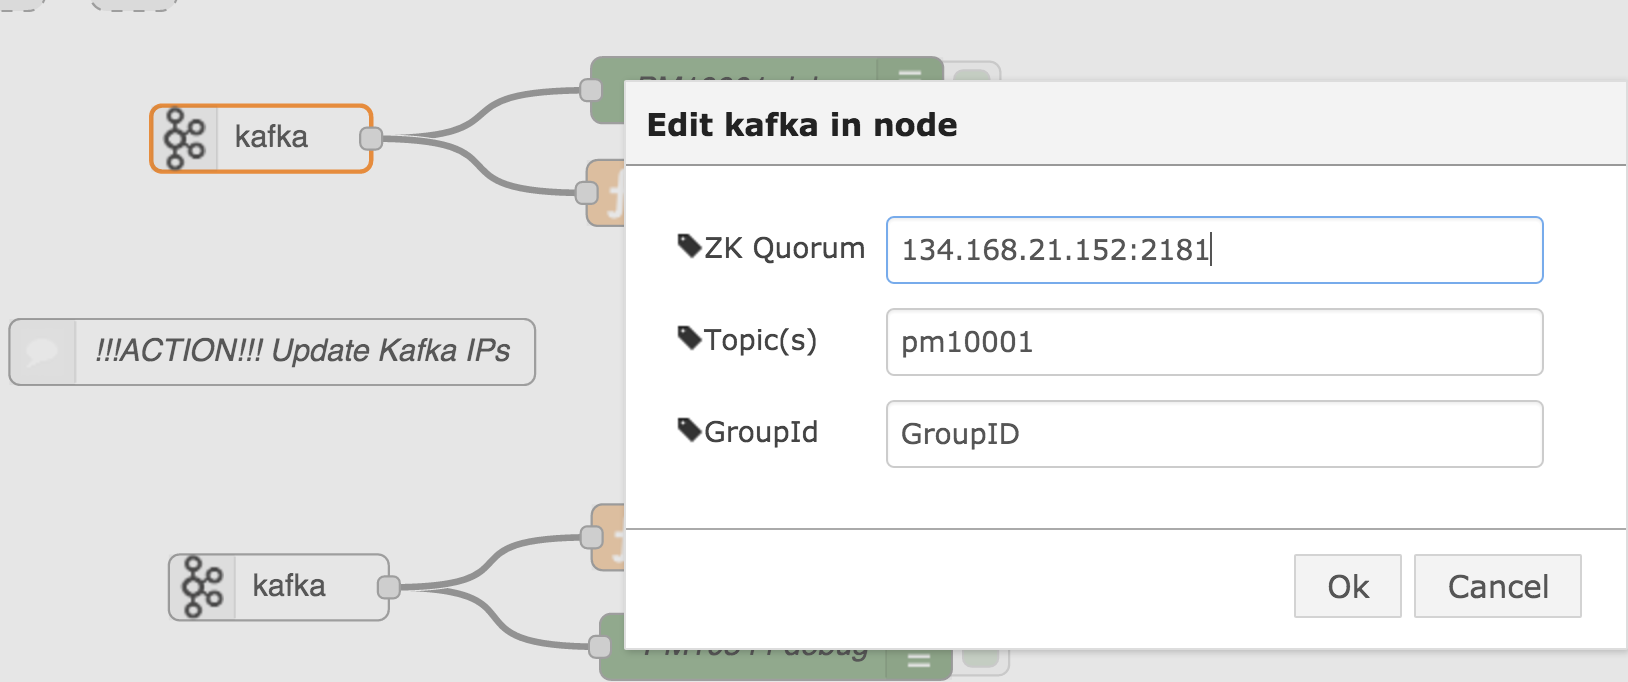 kafka
Edit kafka in node
ZK Quorum 134.168.21.152:2181
Topic(s) pm10001
GroupId GroupID
!!!ACTION!!! Update Kafka IPs
kafka
debug
Ok Cancel